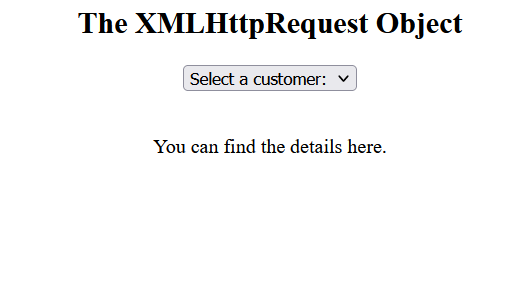 The XMLHttpRequest Object
Select a customer:
You can find the details here.